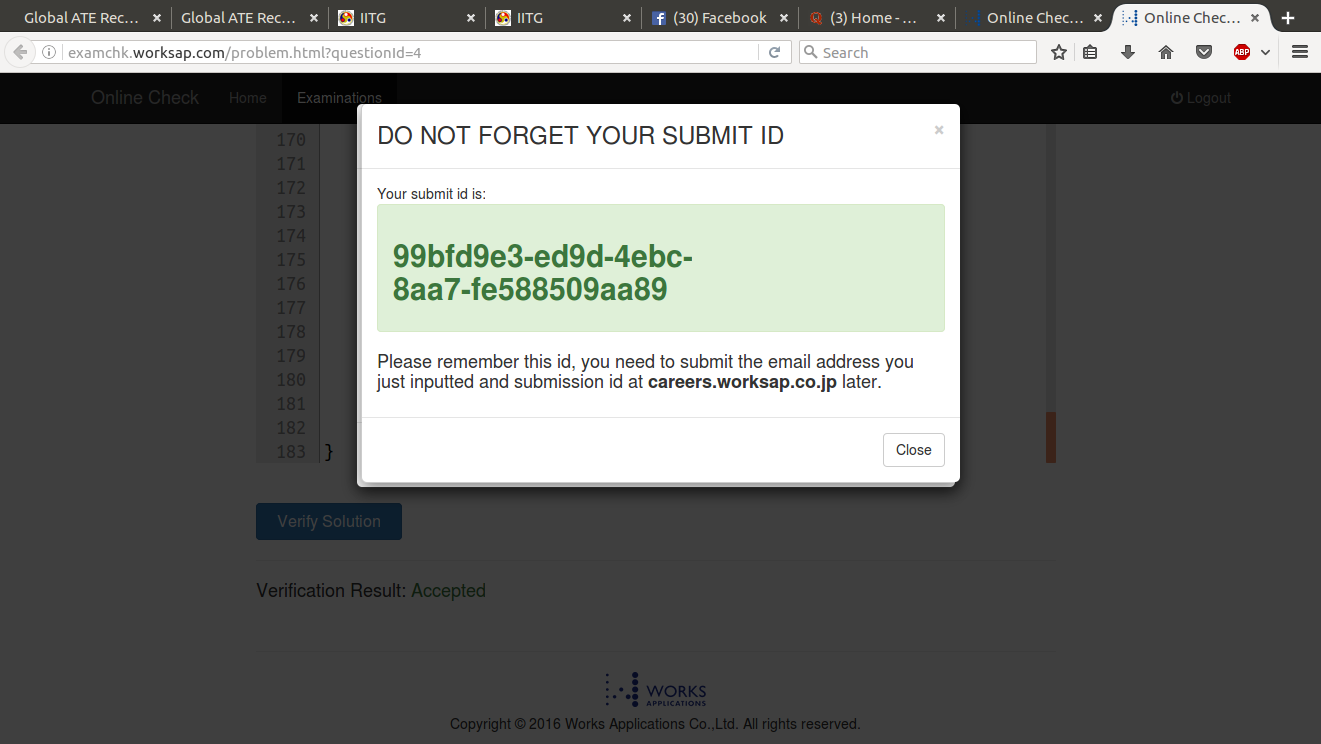 Global ATE Rec... × Global ATE Rec... × IITG × IITG × (30) Facebook × (3) Home - ... × Online Chec... × Online Chec... × +
examchk.worksap.com/problem.html?questionId=4 Search ABP
Online Check Home Examinations Logout
DO NOT FORGET YOUR SUBMIT ID ×
Your submit id is:
99bfd9e3-ed9d-4ebc-
8aa7-fe588509aa89
Please remember this id, you need to submit the email address you
just inputted and submission id at careers.worksap.co.jp later.
Close
170
171
172
173
174
175
176
177
178
179
180
181
182
183 }
Verify Solution
Verification Result: Accepted
WORKS
APPLICATIONS
Copyright © 2016 Works Applications Co.,Ltd. All rights reserved.